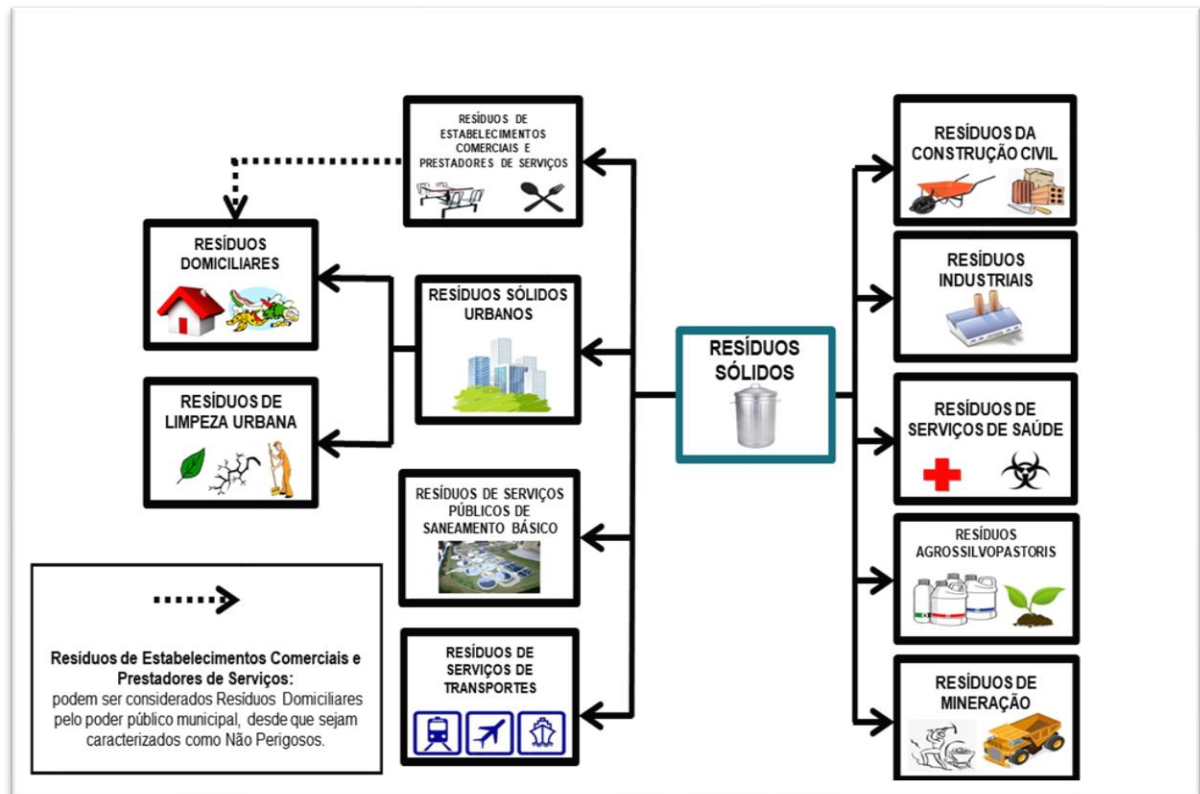 RESÍDUOS DE
ESTABELECIMENTOS
COMERCIAIS E
PRESTADORES DE SERVIÇOS
RESÍDUOS
DOMICILIARES
RESÍDUOS SÓLIDOS
URBANOS
RESÍDUOS DE
LIMPEZA URBANA
RESÍDUOS DE SERVIÇOS
PÚBLICOS DE
SANEAMENTO BÁSICO
RESÍDUOS DE
SERVIÇOS DE
TRANSPORTES
RESÍDUOS
SÓLIDOS
RESÍDUOS DA
CONSTRUÇÃO CIVIL
RESÍDUOS
INDUSTRIAIS
RESÍDUOS DE
SERVIÇOS DE SAÚDE
RESÍDUOS
AGROSSILVOPASTORIS
RESÍDUOS DE
MINERAÇÃO
Resíduos de Estabelecimentos Comerciais e
Prestadores de Serviços:
podem ser considerados Resíduos Domiciliares
pelo poder público municipal, desde que sejam
caracterizados como Não Perigosos.